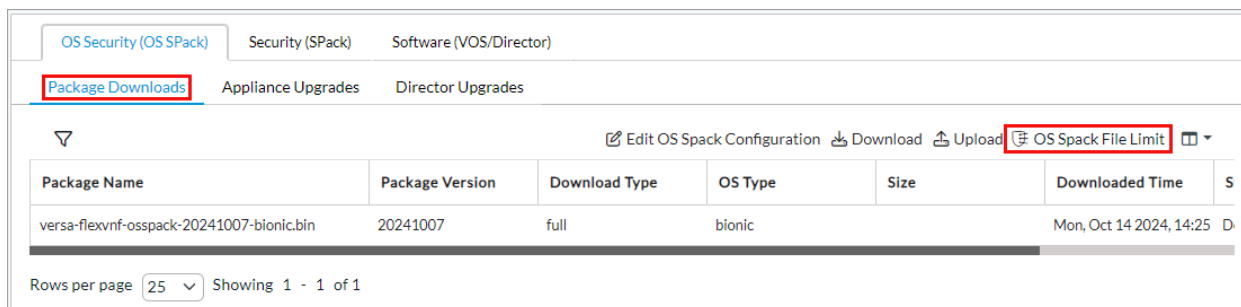 OS Security (OS SPack) Security (SPack) Software (VOS/Director)
Package Downloads Appliance Upgrades Director Upgrades
Edit OS Spack Configuration Download Upload OS Spack File Limit
Package Name Package Version Download Type OS Type Size Downloaded Time S
versa-flexvnf-osspack-20241007-bionic.bin 20241007 full bionic Mon, Oct 14 2024, 14:25 D
Rows per page 25 Showing 1 - 1 of 1